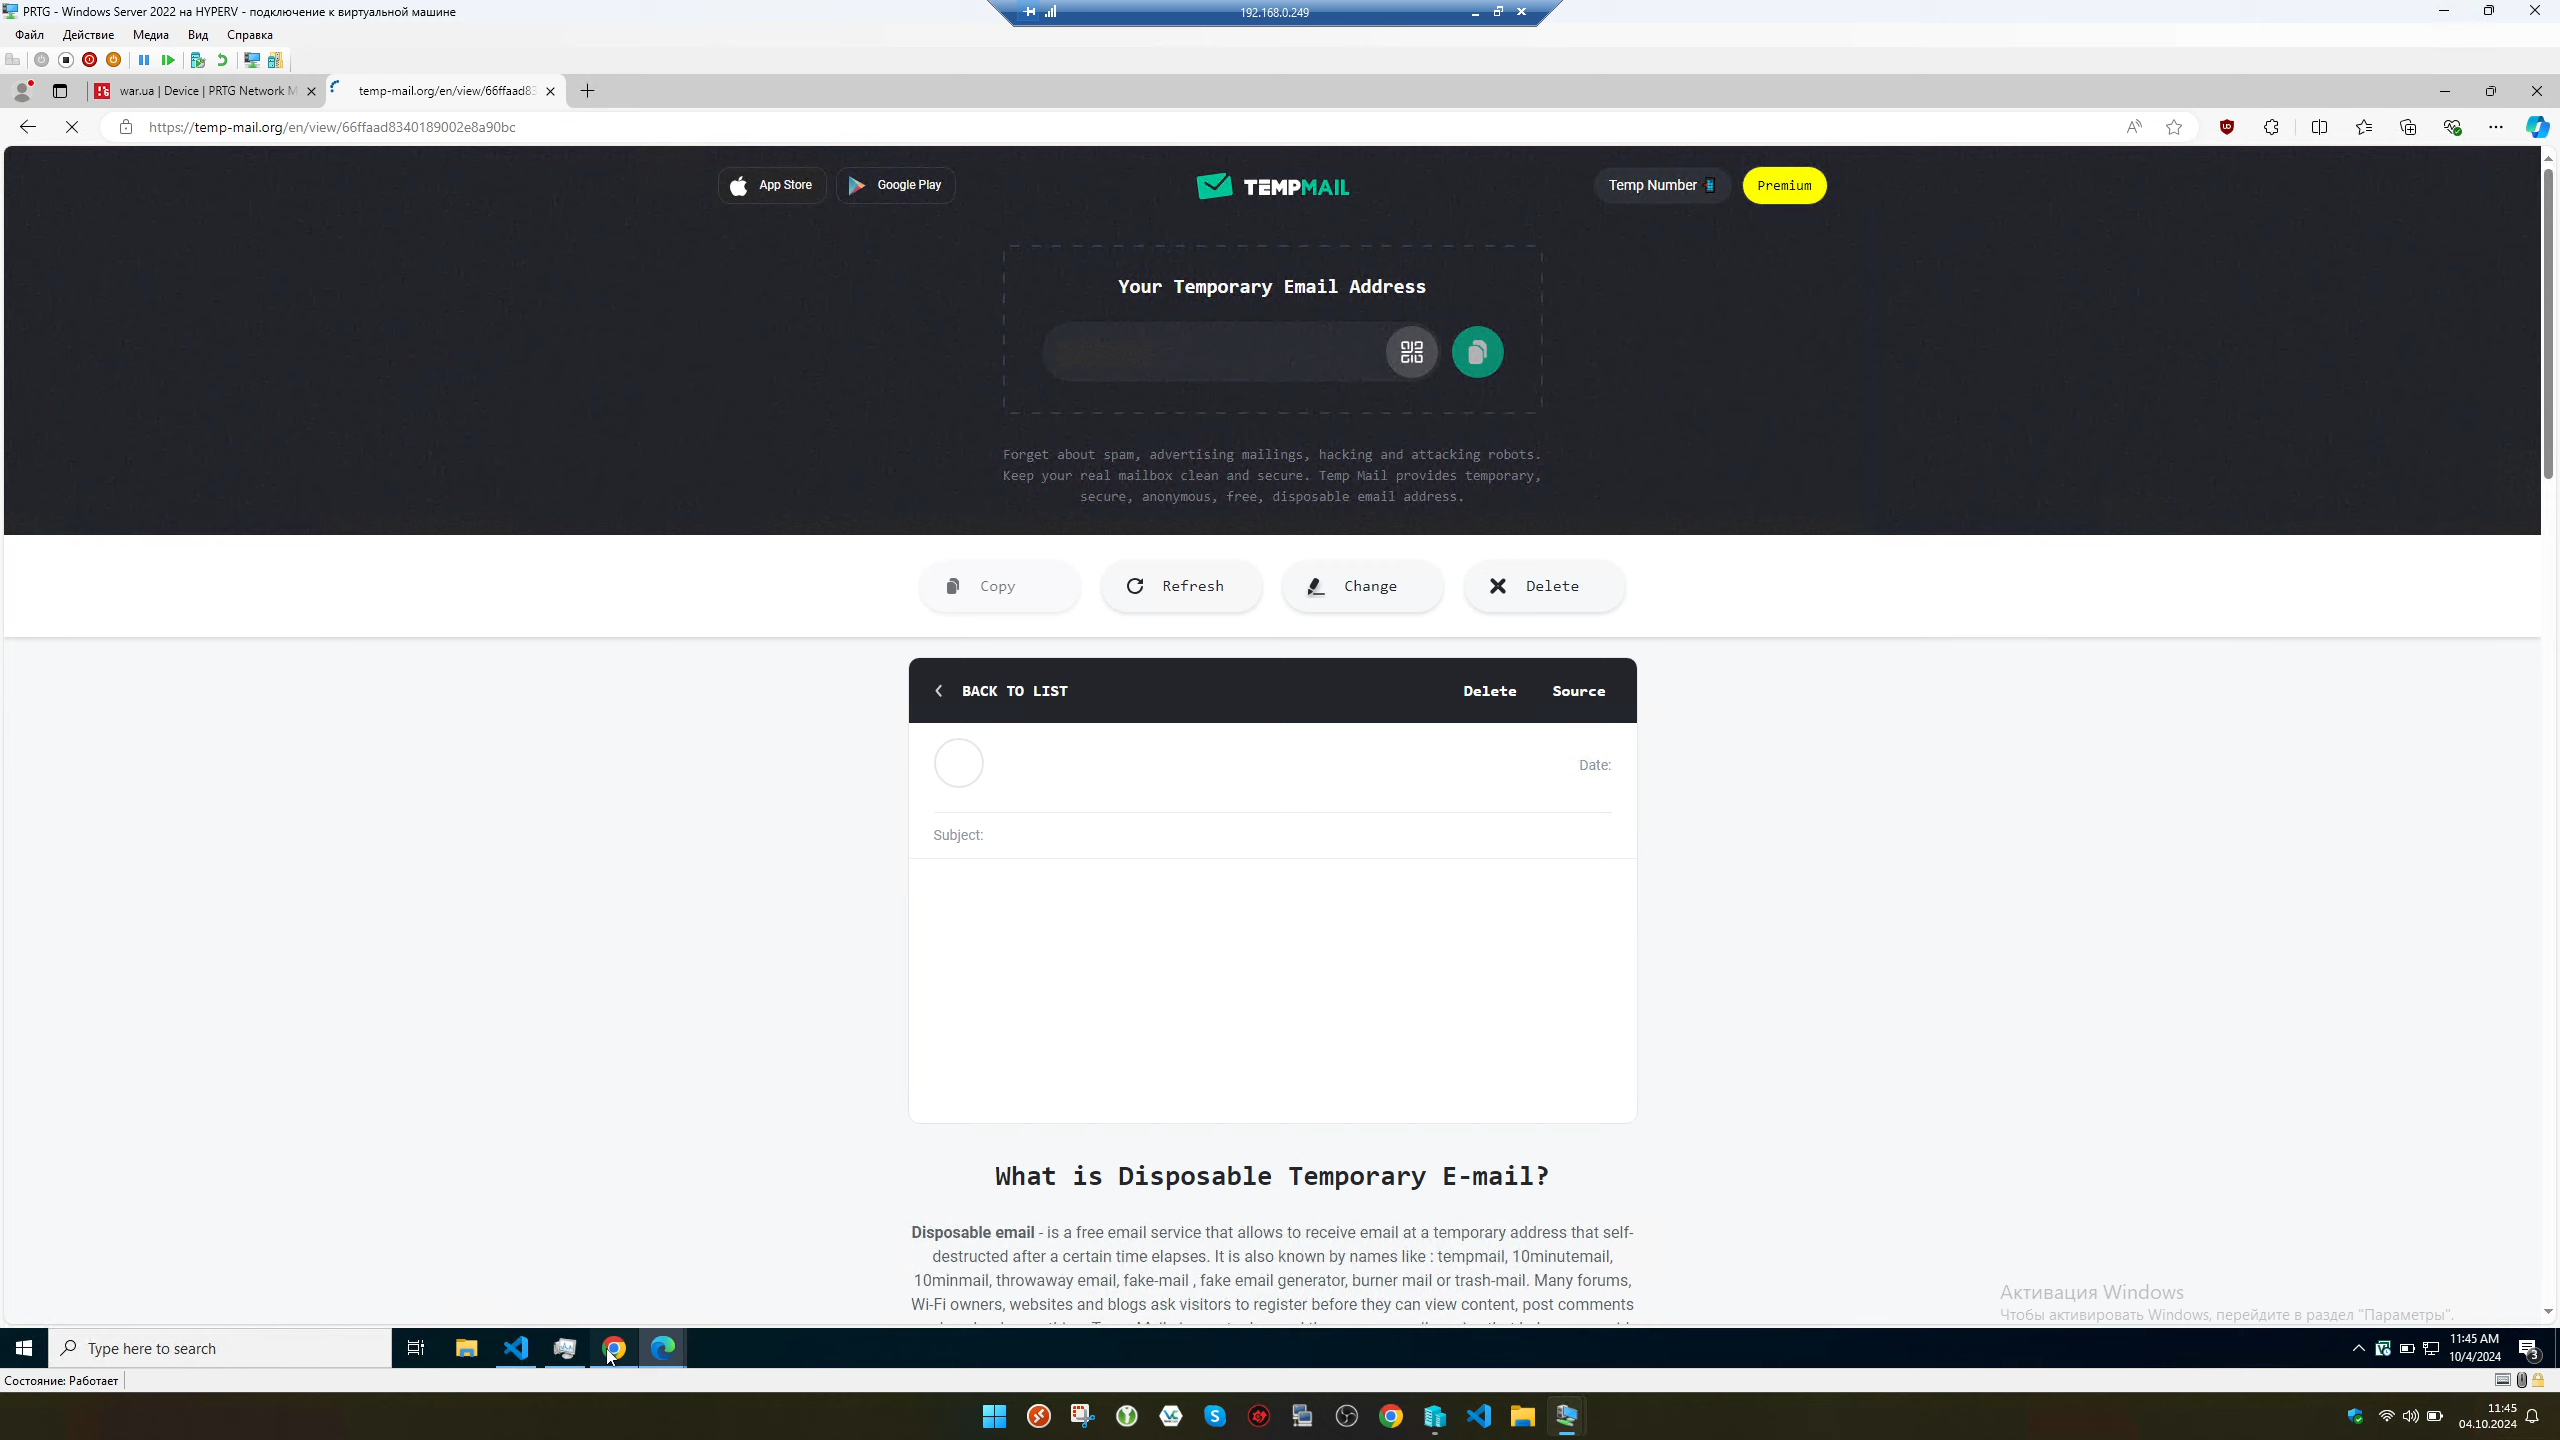 PRTG - Windows Server 2022 на HYPERV - подключение к виртуальной машине
192.168.0.249
Файл Действие Медиа Вид Справка
war.ua | Device | PRTG Network M
temp-mail.org/en/view/66ffaad83
https://temp-mail.org/en/view/66ffaad8340189002e8a90bc
App Store
Google Play
TEMPMAIL
Temp Number
Premium
Your Temporary Email Address
Forget about spam, advertising mailings, hacking and attacking robots.
Keep your real mailbox clean and secure. Temp Mail provides temporary,
secure, anonymous, free, disposable email address.
Copy
Refresh
Change
Delete
BACK TO LIST
Delete
Source
Date:
Subject:
What is Disposable Temporary E-mail?
Disposable email - is a free email service that allows to receive email at a temporary address that self-
destructed after a certain time elapses. It is also known by names like : tempmail, 10minutemail,
10minmail, throwaway email, fake-mail , fake email generator, burner mail or trash-mail. Many forums,
Wi-Fi owners, websites and blogs ask visitors to register before they can view content, post comments
Активация Windows
Чтобы активировать Windows, перейдите в раздел "Параметры".
Type here to search
11:45 AM
10/4/2024
3
Состояние: Работает
11:45
04.10.2024